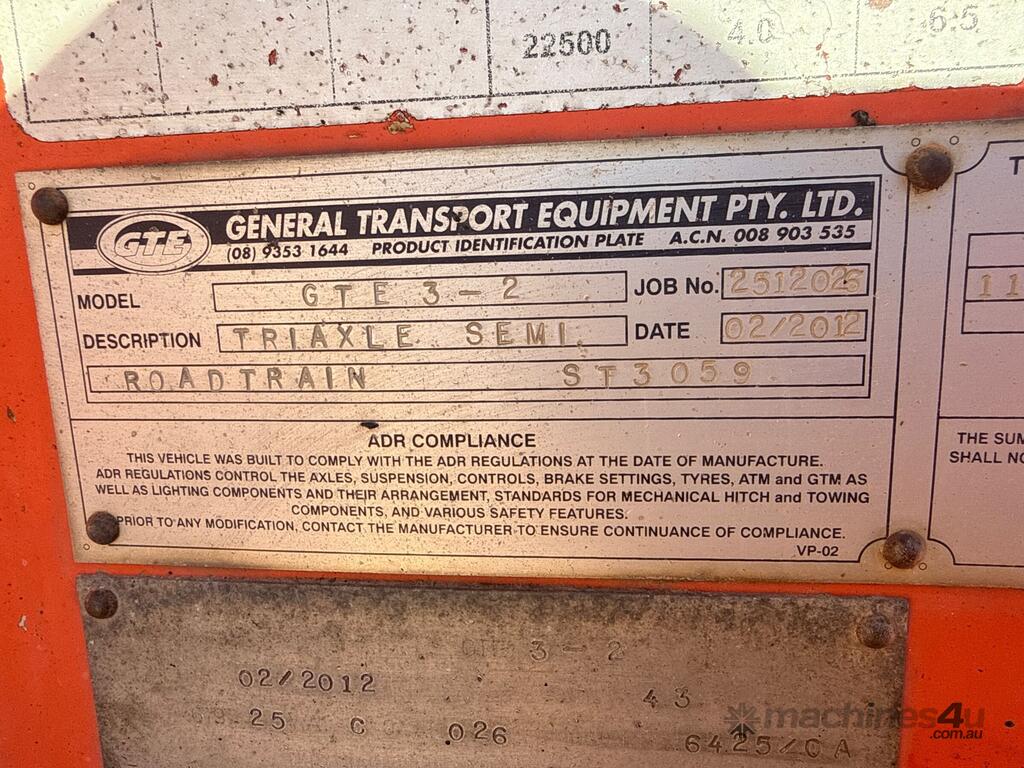 22500 4.0 6.5
GTE GENERAL TRANSPORT EQUIPMENT PTY. LTD.
(08) 9353 1644 PRODUCT IDENTIFICATION PLATE A.C.N. 008 903 535
MODEL GTE 3-2 JOB No. 2512026
DESCRIPTION TRIAXLE SEMI. DATE 02/2012
ROADTRAIN ST3059
ADR COMPLIANCE
THIS VEHICLE WAS BUILT TO COMPLY WITH THE ADR REGULATIONS AT THE DATE OF MANUFACTURE.
ADR REGULATIONS CONTROL THE AXLES, SUSPENSION, CONTROLS, BRAKE SETTINGS, TYRES, ATM and GTM AS
WELL AS LIGHTING COMPONENTS AND THEIR ARRANGEMENT, STANDARDS FOR MECHANICAL HITCH and TOWING
COMPONENTS, AND VARIOUS SAFETY FEATURES.
PRIOR TO ANY MODIFICATION, CONTACT THE MANUFACTURER TO ENSURE CONTINUANCE OF COMPLIANCE.
VP-02
T
11
THE SUM
SHALL NO
3-2
02/2012 43
25 C 026 6425/0A
machines4u
.com.au